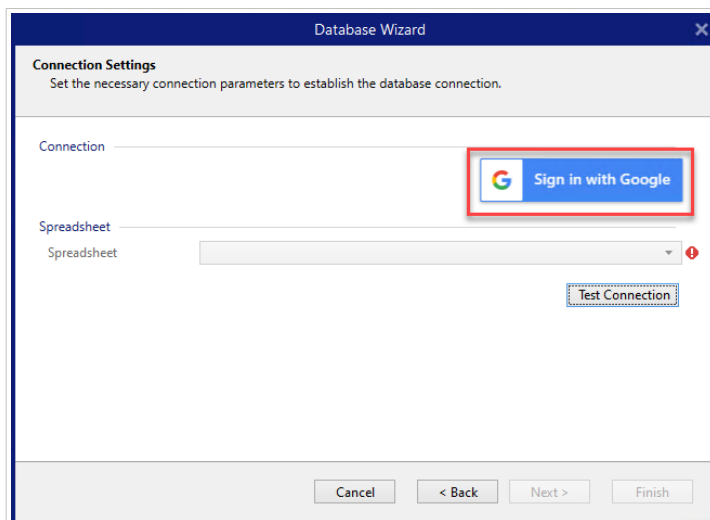 Database Wizard
Connection Settings
Set the necessary connection parameters to establish the database connection.
Connection
Sign in with Google
Spreadsheet
Spreadsheet
Test Connection
Cancel
< Back
Next >
Finish